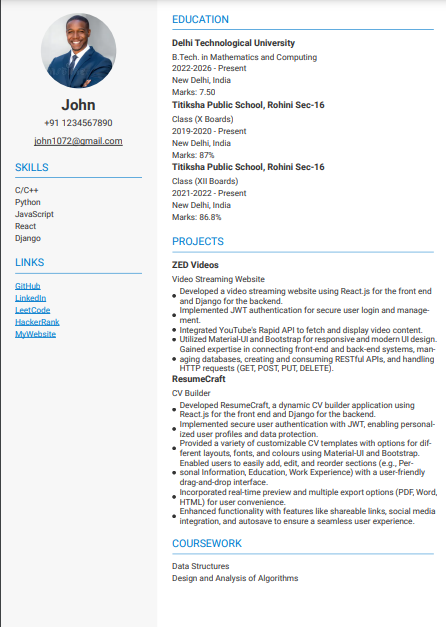 John
+91 1234567890
john1072@gmail.com
SKILLS
C/C++
Python
JavaScript
React
Django
LINKS
GitHub
LinkedIn
LeetCode
HackerRank
MyWebsite
EDUCATION
Delhi Technological University
B.Tech. in Mathematics and Computing
2022-2026 - Present
New Delhi, India
Marks: 7.50
Titiksha Public School, Rohini Sec-16
Class (X Boards)
2019-2020 - Present
New Delhi, India
Marks: 87%
Titiksha Public School, Rohini Sec-16
Class (XII Boards)
2021-2022 - Present
New Delhi, India
Marks: 86.8%
PROJECTS
ZED Videos
Video Streaming Website
• Developed a video streaming website using React.js for the front end
and Django for the backend.
• Implemented JWT authentication for secure user login and manage-
ment.
• Integrated YouTube's Rapid API to fetch and display video content.
• Utilized Material-UI and Bootstrap for responsive and modern UI design.
Gained expertise in connecting front-end and back-end systems, man-
• aging databases, creating and consuming RESTful APIs, and handling
HTTP requests (GET, POST, PUT, DELETE).
ResumeCraft
CV Builder
• Developed ResumeCraft, a dynamic CV builder application using
React.js for the front end and Django for the backend.
• Implemented secure user authentication with JWT, enabling personal-
ized user profiles and data protection.
• Provided a variety of customizable CV templates with options for dif-
ferent layouts, fonts, and colours using Material-UI and Bootstrap.
Enabled users to easily add, edit, and reorder sections (e.g., Per-
• sonal Information, Education, Work Experience) with a user-friendly
drag-and-drop interface.
• Incorporated real-time preview and multiple export options (PDF, Word,
HTML) for user convenience.
• Enhanced functionality with features like shareable links, social media
integration, and autosave to ensure a seamless user experience.
COURSEWORK
Data Structures
Design and Analysis of Algorithms